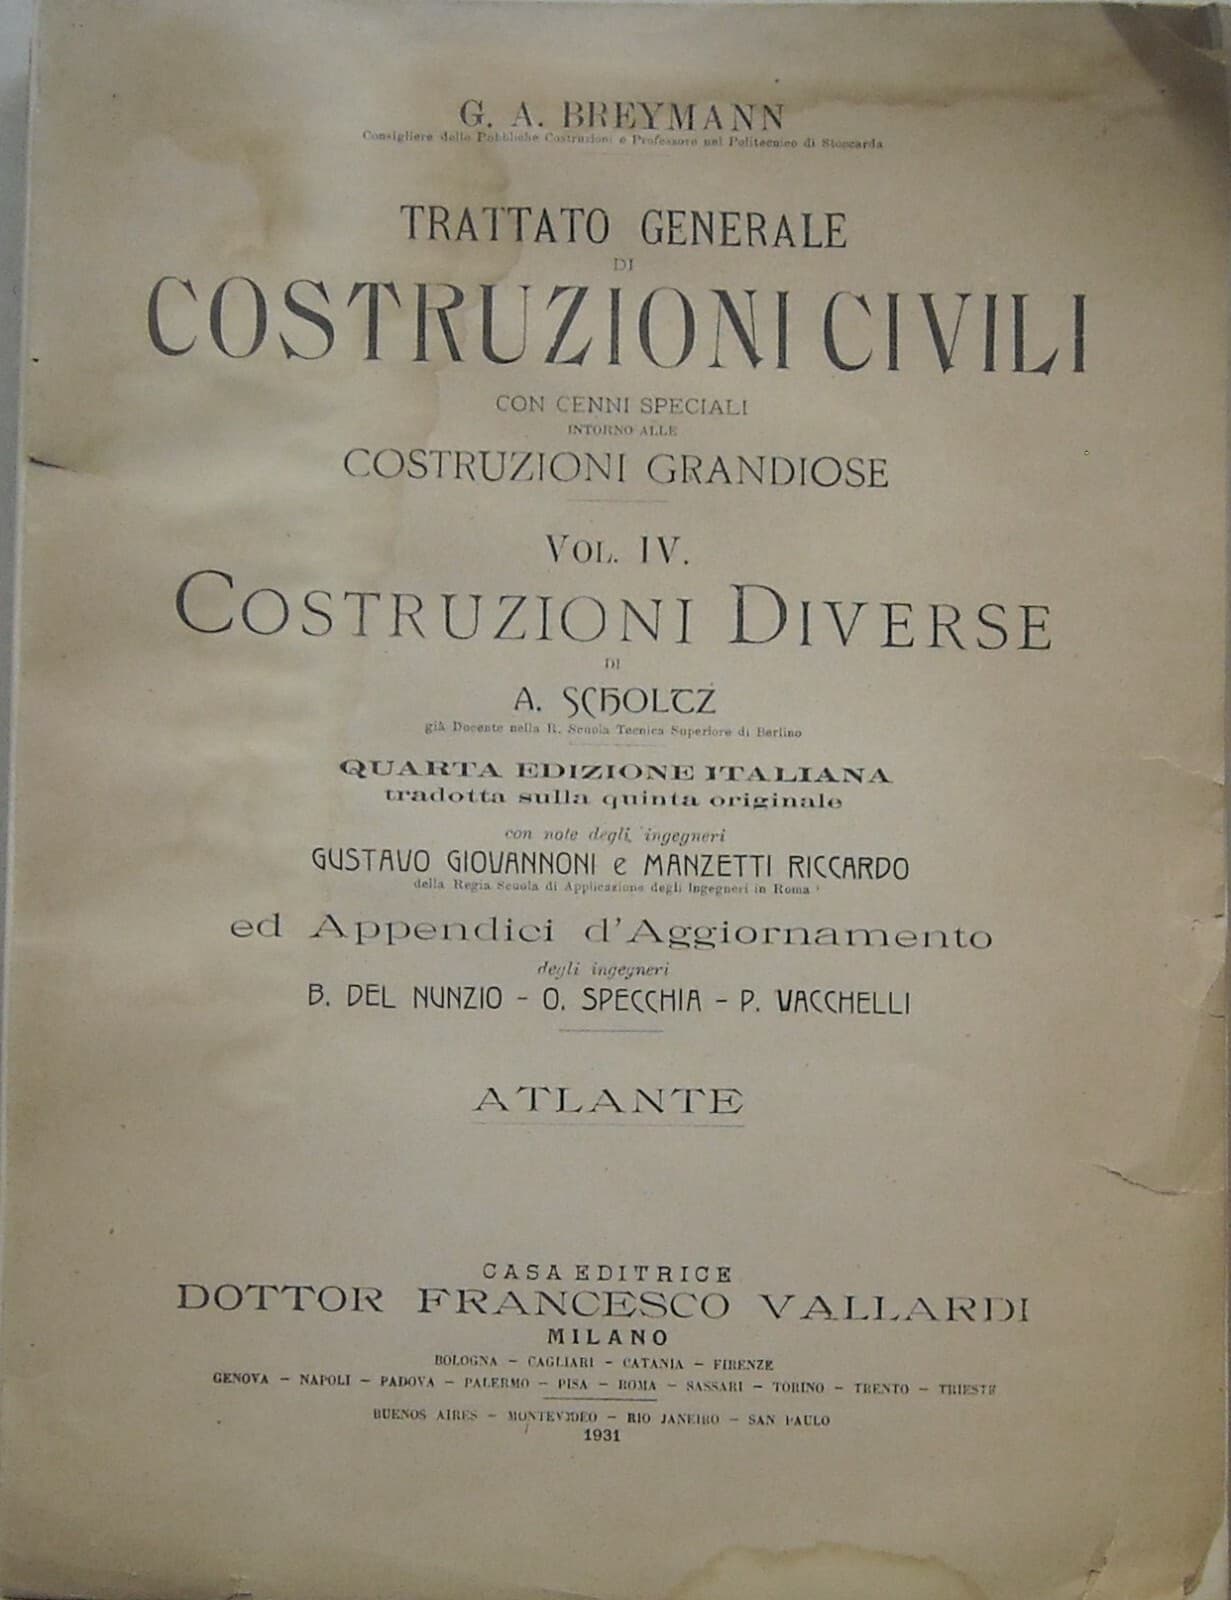 G. A. BREYMANN
Consigliere delle Pubbliche Costruzioni e Professore nel Politecnico di Stoccarda
TRATTATO GENERALE
DI
COSTRUZIONI CIVILI
CON CENNI SPECIALI
INTORNO ALLE
COSTRUZIONI GRANDIOSE
VOL. IV.
COSTRUZIONI DIVERSE
DI
A. SCHOLTZ
già Docente nella R. Scuola Tecnica Superiore di Berlino
QUARTA EDIZIONE ITALIANA
tradotta sulla quinta originale
con note degli ingegneri
GUSTAVO GIOVANNONI e MANZETTI RICCARDO
della Regia Scuola di Applicazione degli Ingegneri in Roma
ed Appendici d'Aggiornamento
degli ingegneri
B. DEL NUNZIO - O. SPECCHIA - P. VACCHELLI
ATLANTE
CASA EDITRICE
DOTTOR FRANCESCO VALLARDI
MILANO
BOLOGNA – CAGLIARI – CATANIA – FIRENZE
GENOVA – NAPOLI – PADOVA – PALERMO – PISA – ROMA – SASSARI – TORINO – TRENTO – TRIESTE
BUENOS AIRES – MONTEVIDEO – RIO JANEIRO – SAN PAULO
1931